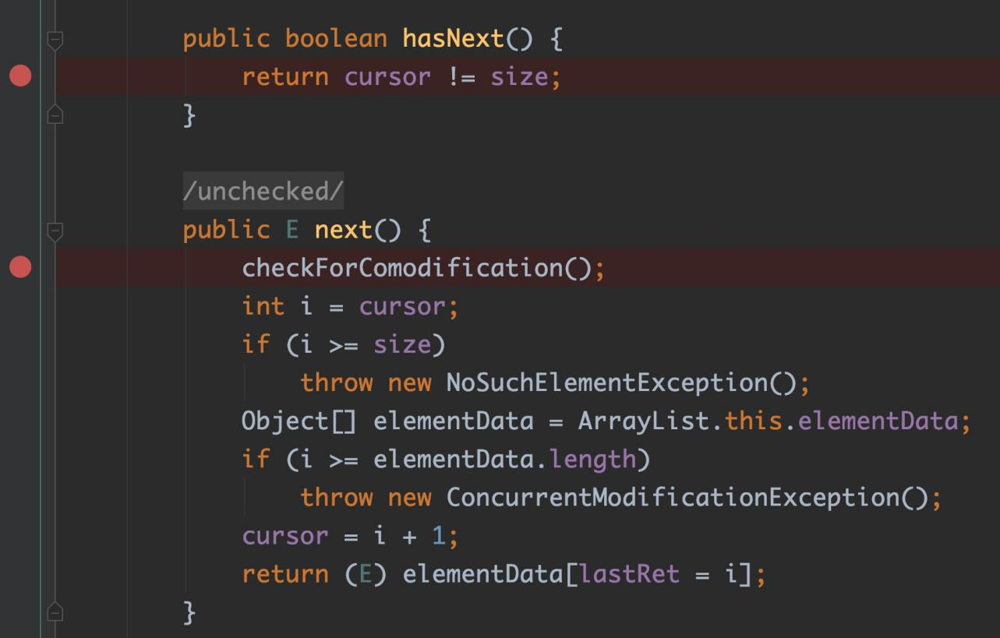 public boolean hasNext() {
return cursor != size;
}
/unchecked/
public E next() {
checkForComodification();
int i = cursor;
if (i >= size)
throw new NoSuchElementException();
Object[] elementData = ArrayList.this.elementData;
if (i >= elementData.length)
throw new ConcurrentModificationException();
cursor = i + 1;
return (E) elementData[lastRet = i];
}